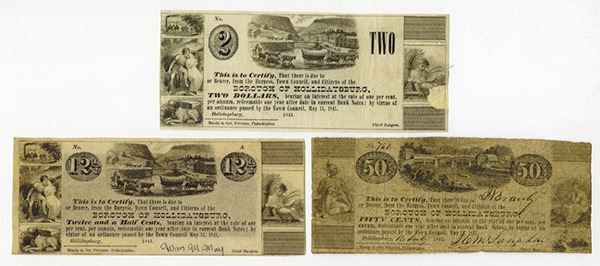 No.
2
TWO
This is to Certify, That there is due to
or Bearer, from the Burgess, Town Council, and Citizens of the
BOROUGH OF HOLLIDAYSBURG,
TWO DOLLARS, bearing an interest at the rate of one per cent.
per annum, redeemable one year after date in current Bank Notes; by virtue
of an ordinance passed by the Town Council, May 11, 1841.
Hollidaysburg, 1841.
Manly & Orr, Printers, Philadelphia. Chief Burgess.
No. A
12½ 12½
This is to Certify, That there is due to
or Bearer, from the Burgess, Town Council, and Citizens of the
BOROUGH OF HOLLIDAYSBURG,
Twelve and a Half Cents, bearing an interest at the rate of one
per cent. per annum, redeemable one year after date in current Bank Notes; by
virtue of an ordinance passed by the Town Council May 11, 1841.
Hollidaysburg, 1841.
50 50
This is to Certify, That there is due to
or Bearer, from the Burgess, Town Council, and Citizens of the
BOROUGH OF HOLLIDAYSBURG,
FIFTY CENTS, bearing an interest at the rate of one per cent.
per annum, redeemable one year after date in current Bank Notes; by virtue
of an ordinance passed by the Town Council, May 11, 1841.
Hollidaysburg,